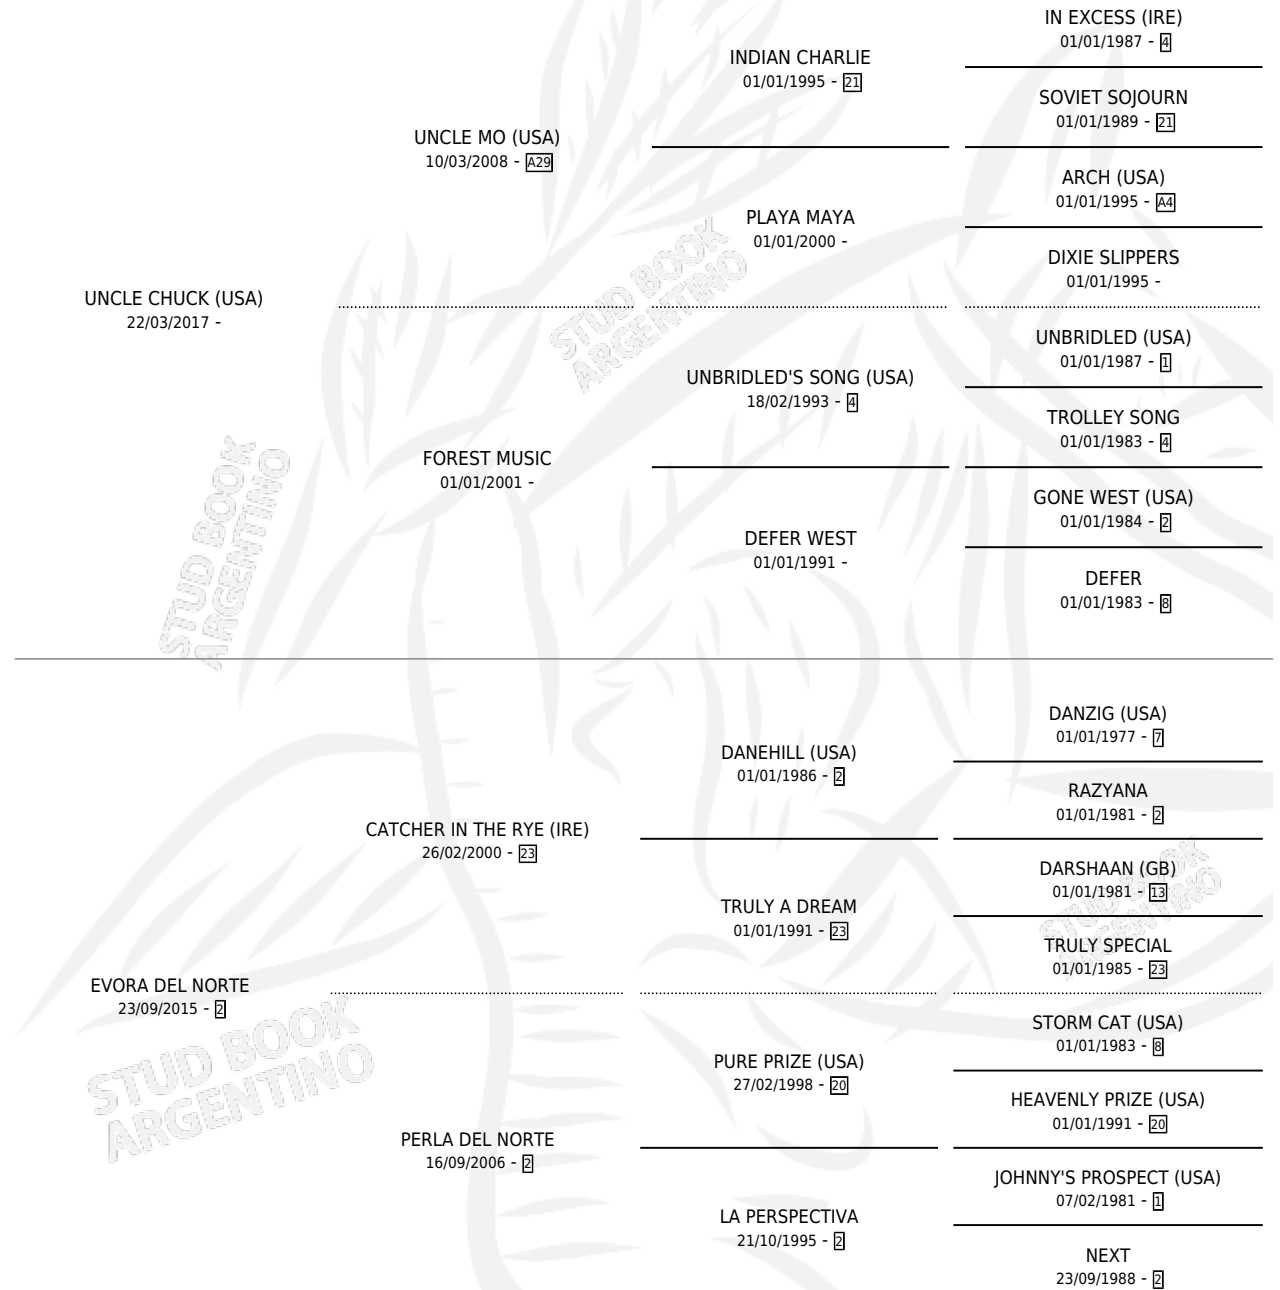 IN EXCESS (IRE)
01/01/1987 - 4
INDIAN CHARLIE
01/01/1995 - 21
SOVIET SOJOURN
01/01/1989 - 21
UNCLE MO (USA)
10/03/2008 - A29
ARCH (USA)
01/01/1995 - A4
PLAYA MAYA
01/01/2000 -
DIXIE SLIPPERS
01/01/1995 -
UNCLE CHUCK (USA)
22/03/2017 -
UNBRIDLED (USA)
01/01/1987 - 1
UNBRIDLED'S SONG (USA)
18/02/1993 - 4
TROLLEY SONG
01/01/1983 - 4
FOREST MUSIC
01/01/2001 -
GONE WEST (USA)
01/01/1984 - 2
DEFER WEST
01/01/1991 -
DEFER
01/01/1983 - 8
DANZIG (USA)
01/01/1977 - 7
DANEHILL (USA)
01/01/1986 - 2
RAZYANA
01/01/1981 - 2
CATCHER IN THE RYE (IRE)
26/02/2000 - 23
DARSHAAN (GB)
01/01/1981 - 13
TRULY A DREAM
01/01/1991 - 23
TRULY SPECIAL
01/01/1985 - 23
EVORA DEL NORTE
23/09/2015 - 2
STORM CAT (USA)
01/01/1983 - 8
PURE PRIZE (USA)
27/02/1998 - 20
HEAVENLY PRIZE (USA)
01/01/1991 - 20
PERLA DEL NORTE
16/09/2006 - 2
JOHNNY'S PROSPECT (USA)
07/02/1981 - 1
LA PERSPECTIVA
21/10/1995 - 2
NEXT
23/09/1988 - 2
STUD BOOK
ARGENTINO
STUD BOOK
ARGENTINO
STUD BOOK
ARGENTINO
STUD BOOK
ARGENTINO